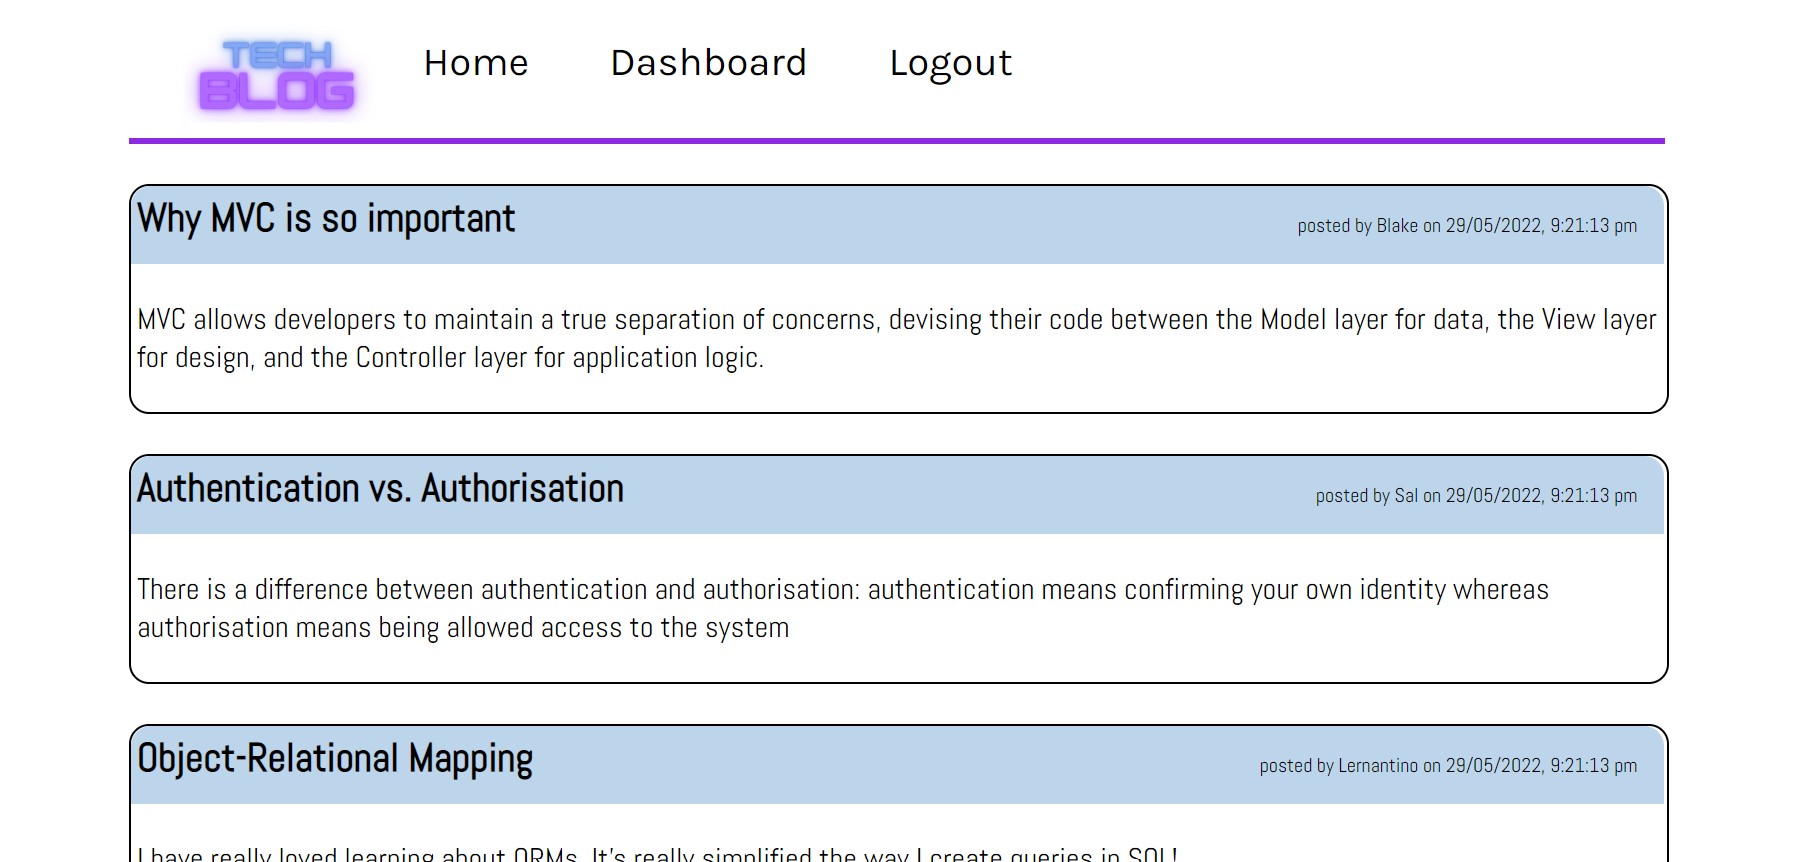 TECH
BLOG
Home Dashboard Logout
Why MVC is so important
posted by Blake on 29/05/2022, 9:21:13 pm
MVC allows developers to maintain a true separation of concerns, devising their code between the Model layer for data, the View layer
for design, and the Controller layer for application logic.
Authentication vs. Authorisation
posted by Sal on 29/05/2022, 9:21:13 pm
There is a difference between authentication and authorisation: authentication means confirming your own identity whereas
authorisation means being allowed access to the system
Object-Relational Mapping
posted by Lernantino on 29/05/2022, 9:21:13 pm
I have really loved learning about ORMs. It's really simplified the way I create queries in SQL!